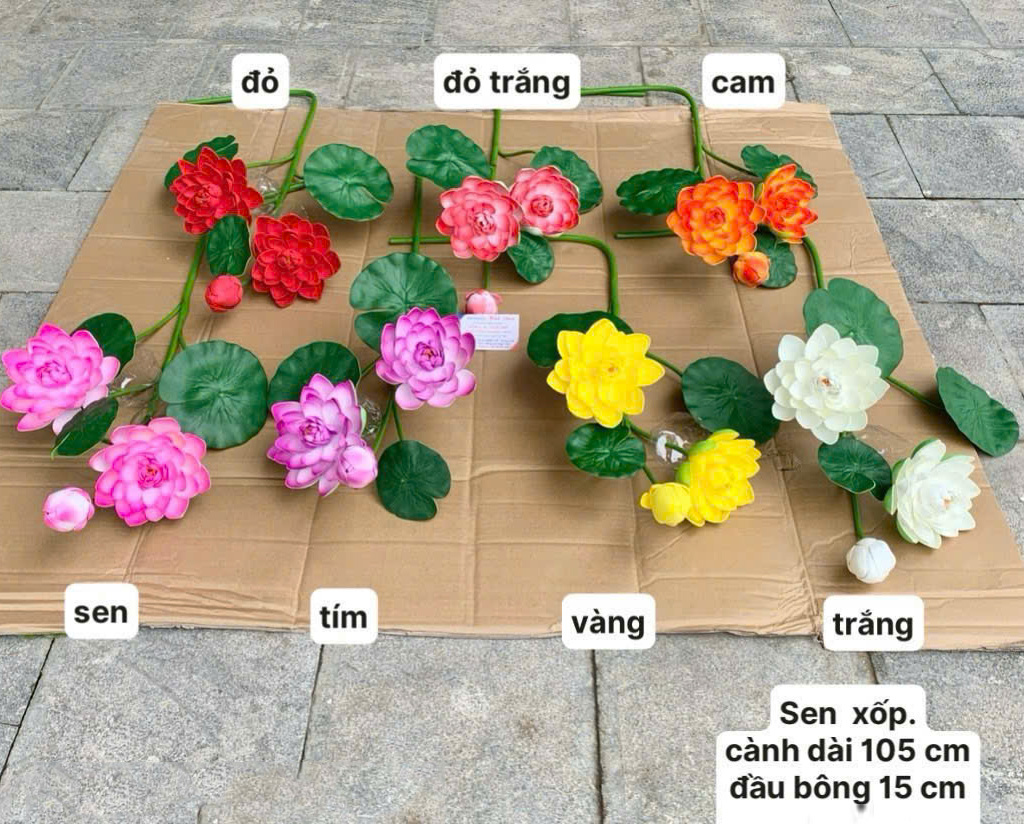 đỏ
đỏ trắng
cam
sen
tím
vàng
trắng
Sen xốp.
cành dài 105 cm
đầu bông 15 cm